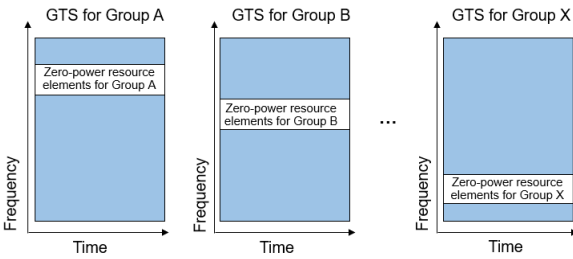 GTS for Group A
Zero-power resource
elements for Group A
Frequency
Time
GTS for Group B
Zero-power resource
elements for Group B
Frequency
Time
...
GTS for Group X
Zero-power resource
elements for Group X
Frequency
Time